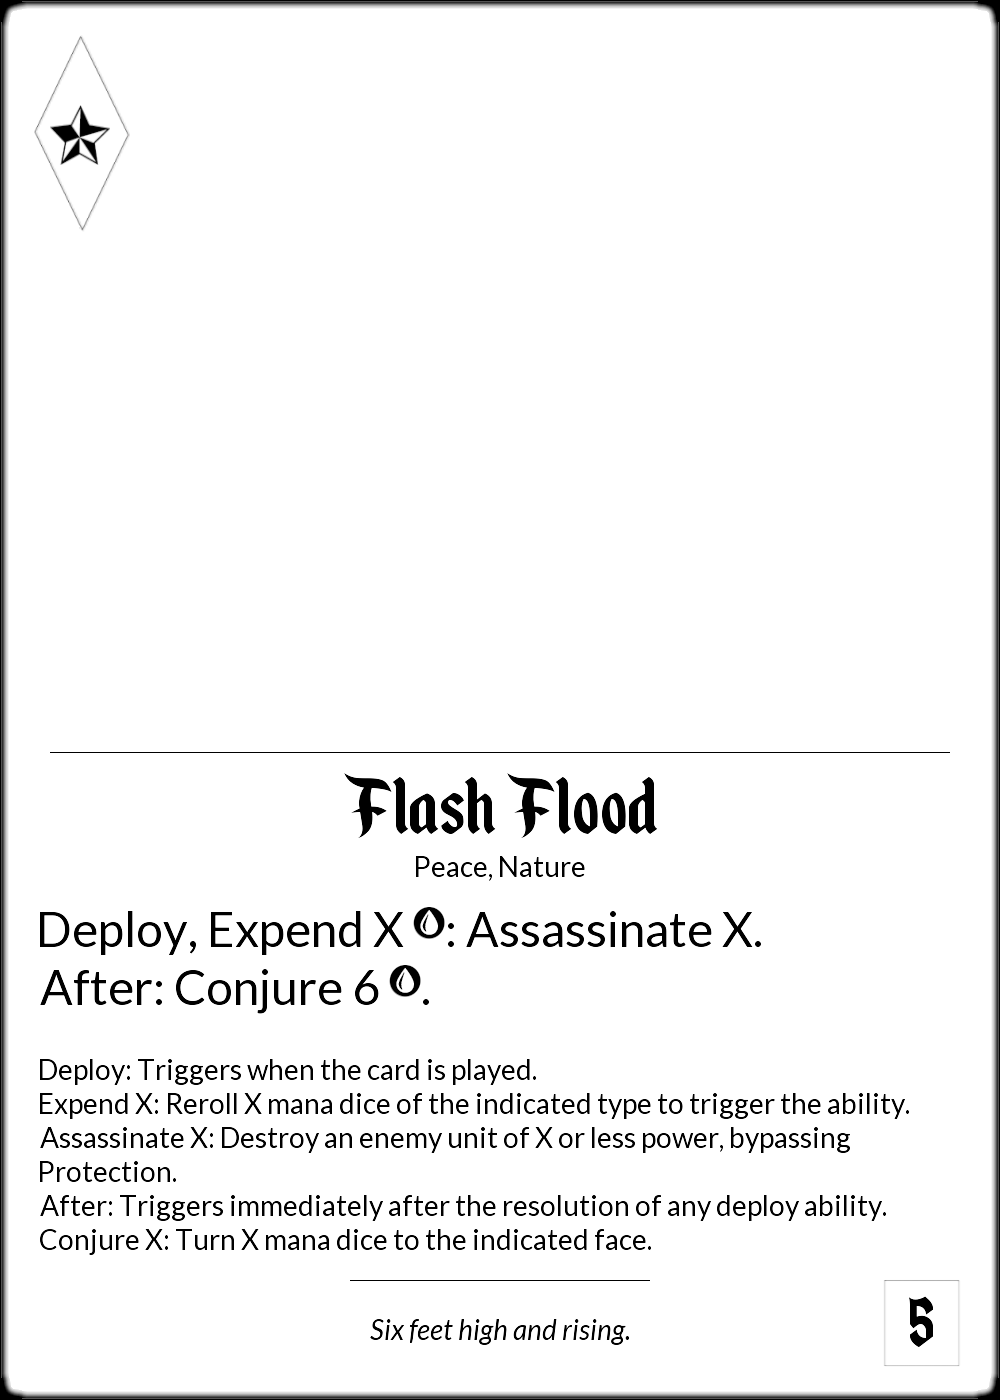 Flash Flood
Peace, Nature
Deploy, Expend X : Assassinate X.
After: Conjure 6 .
Deploy: Triggers when the card is played.
Expend X: Reroll X mana dice of the indicated type to trigger the ability.
Assassinate X: Destroy an enemy unit of X or less power, bypassing
Protection.
After: Triggers immediately after the resolution of any deploy ability.
Conjure X: Turn X mana dice to the indicated face.
Six feet high and rising.
5